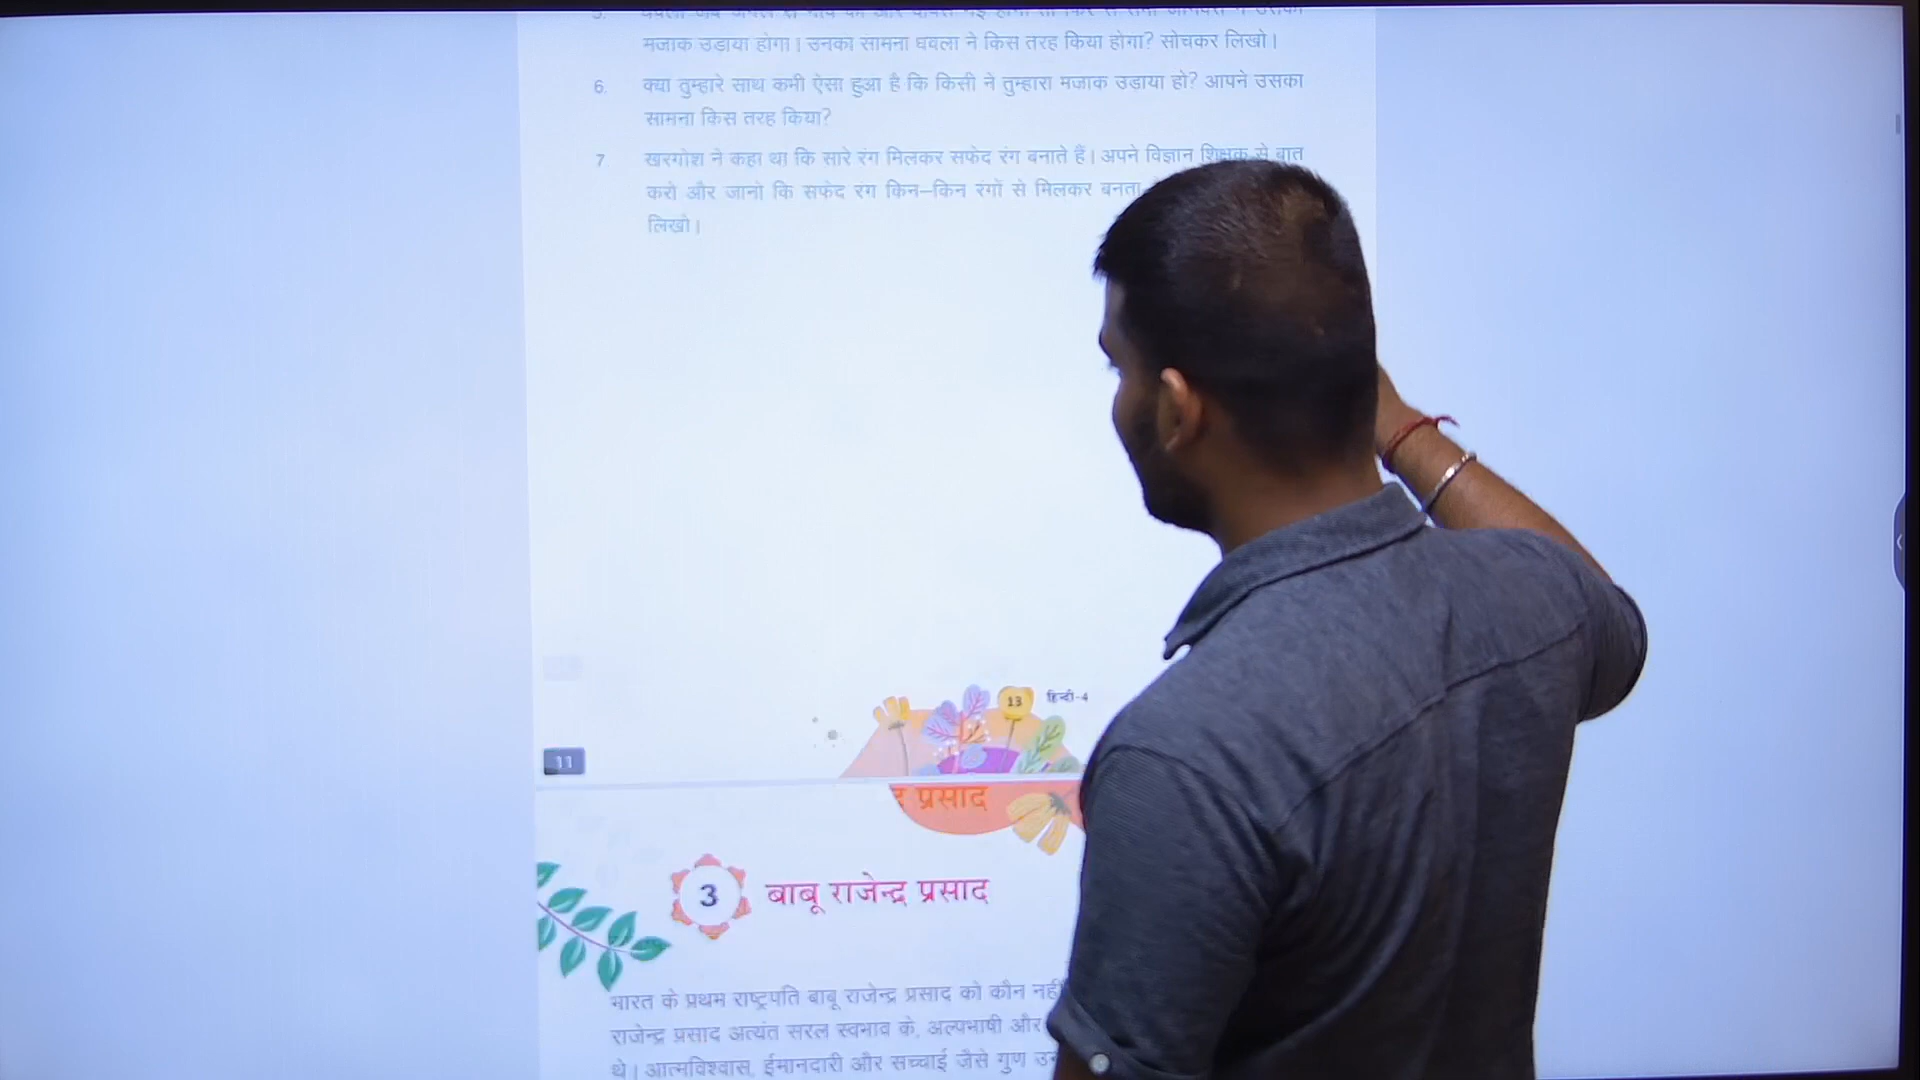 मजाक उड़ाया होगा। उनका सामना धवला ने किस तरह किया होगा? सोचकर लिखो।
6. क्या तुम्हारे साथ कभी ऐसा हुआ है कि किसी ने तुम्हारा मजाक उड़ाया हो? आपने उसका
सामना किस तरह किया?
7 खरगोश ने कहा था कि सारे रंग मिलकर सफेद रंग बनाते हैं। अपने विज्ञान शिक्षक से बात
करो और जानो कि सफेद रंग किन–किन रंगों से मिलकर बनता
लिखो।
13 हिन्दी-4
11
प्रसाद
3 बाबू राजेन्द्र प्रसाद
भारत के प्रथम राष्ट्रपति बाबू राजेन्द्र प्रसाद को कौन नहीं
राजेन्द्र प्रसाद अत्यंत सरल स्वभाव के, अल्पभाषी और
थे। आत्मविश्वास, ईमानदारी और सच्चाई जैसे गुण